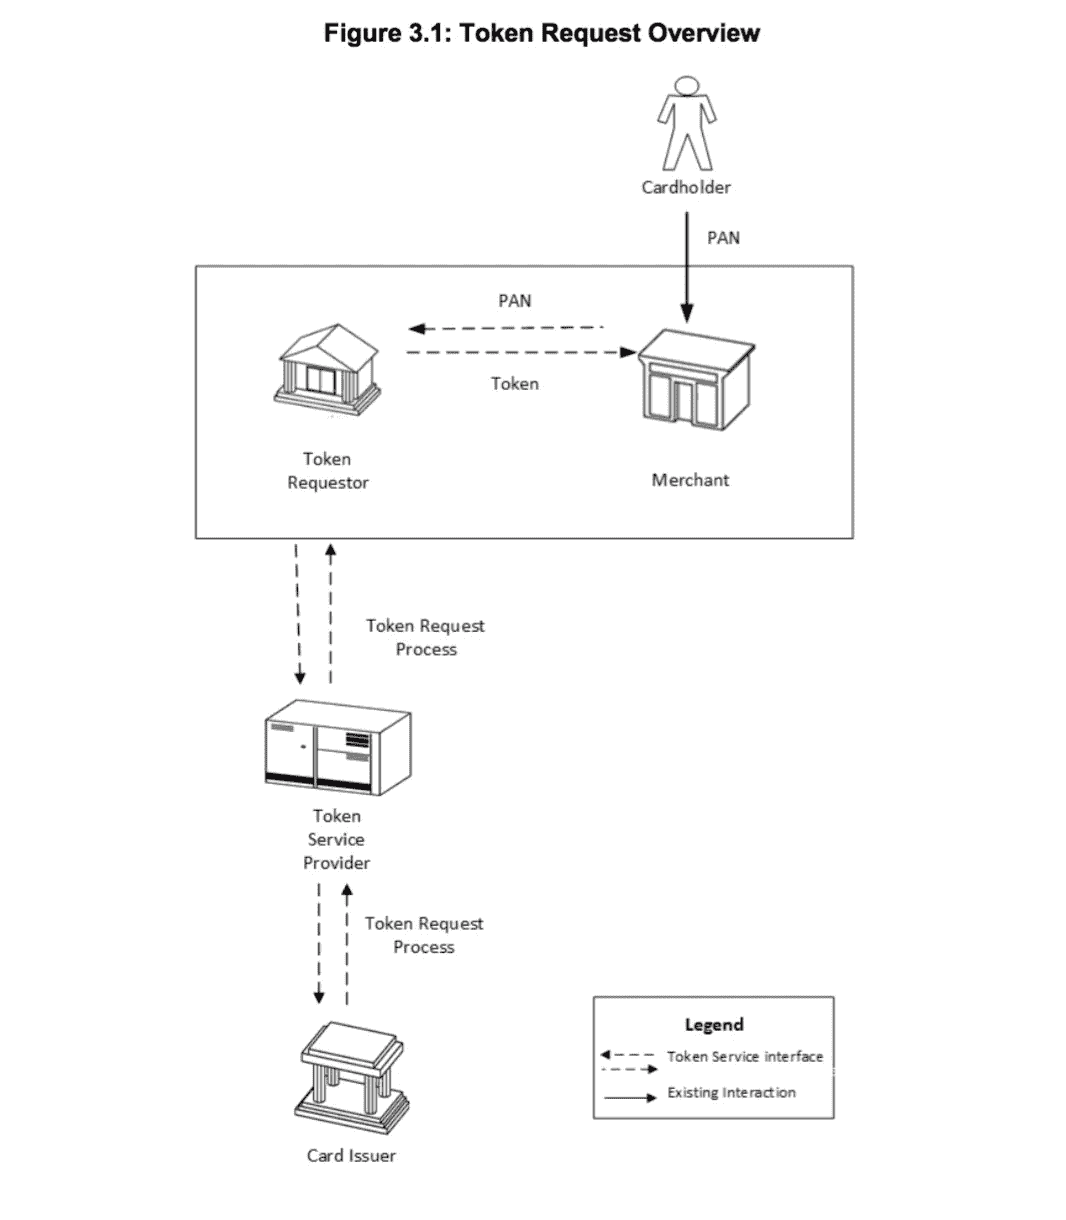 Figure 3.1: Token Request Overview
Cardholder
PAN
PAN
Token
Token
Requestor
Merchant
Token Request
Process
Token
Service
Provider
Token Request
Process
Card Issuer
Legend
Token Service interface
Existing Interaction